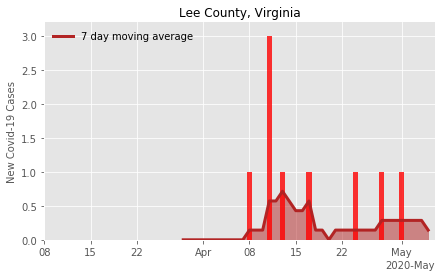 Lee County, Virginia
7 day moving average
New Covid-19 Cases
3.0
2.5
2.0
1.5
1.0
0.5
0.0
08 15 22 Apr 08 15 22 May
2020-May